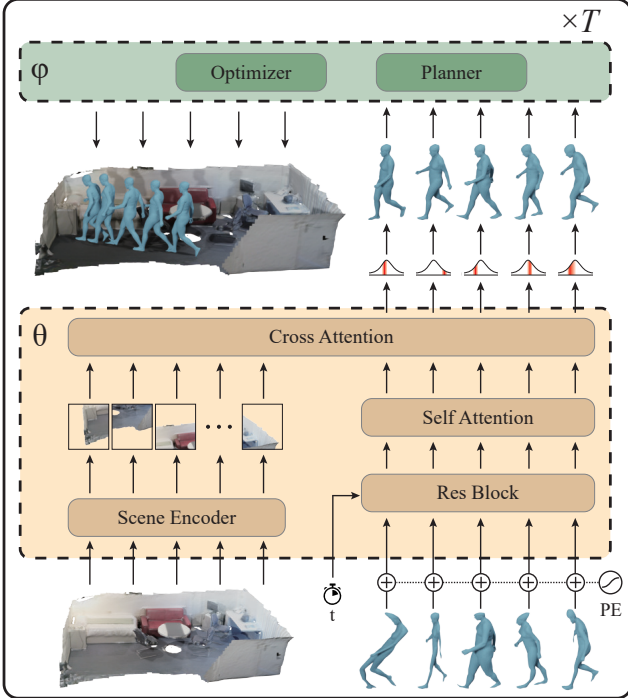 ×T
φ
Optimizer
Planner
θ
Cross Attention
Self Attention
Res Block
Scene Encoder
t
PE